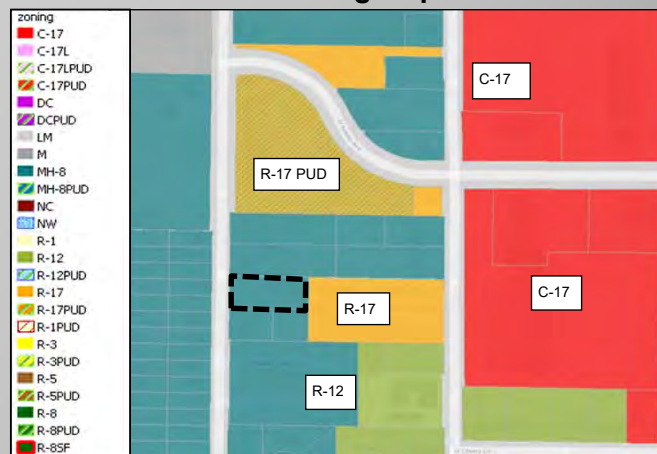 zoning
C-17
C-17L
C-17LPUD
C-17PUD
DC
DCPUD
LM
M
MH-8
MH-8PUD
NC
NW
R-1
R-12
R-12PUD
R-17
R-17PUD
R-1PUD
R-3
R-3PUD
R-5
R-5PUD
R-8
R-8PUD
R-8SF
C-17
R-17 PUD
C-17
R-17
R-12